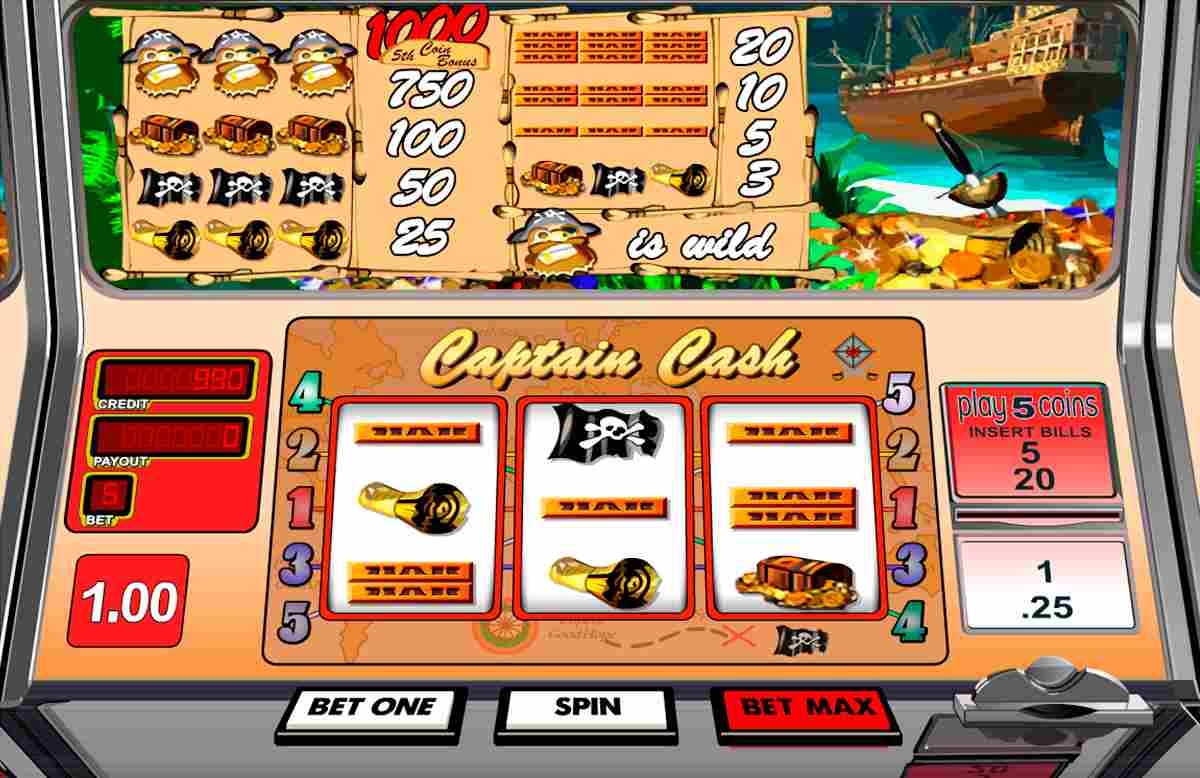 1000
5th Coin
Bonus
750
100
50
25
20
10
5
3
is wild
Captain Cash
CREDIT
0
PAYOUT
5
BET
1.00
4
2
1
3
5
5
2
1
3
4
Good Hope
play 5 coins
INSERT BILLS
5
20
1
.25
BET ONE
SPIN
BET MAX